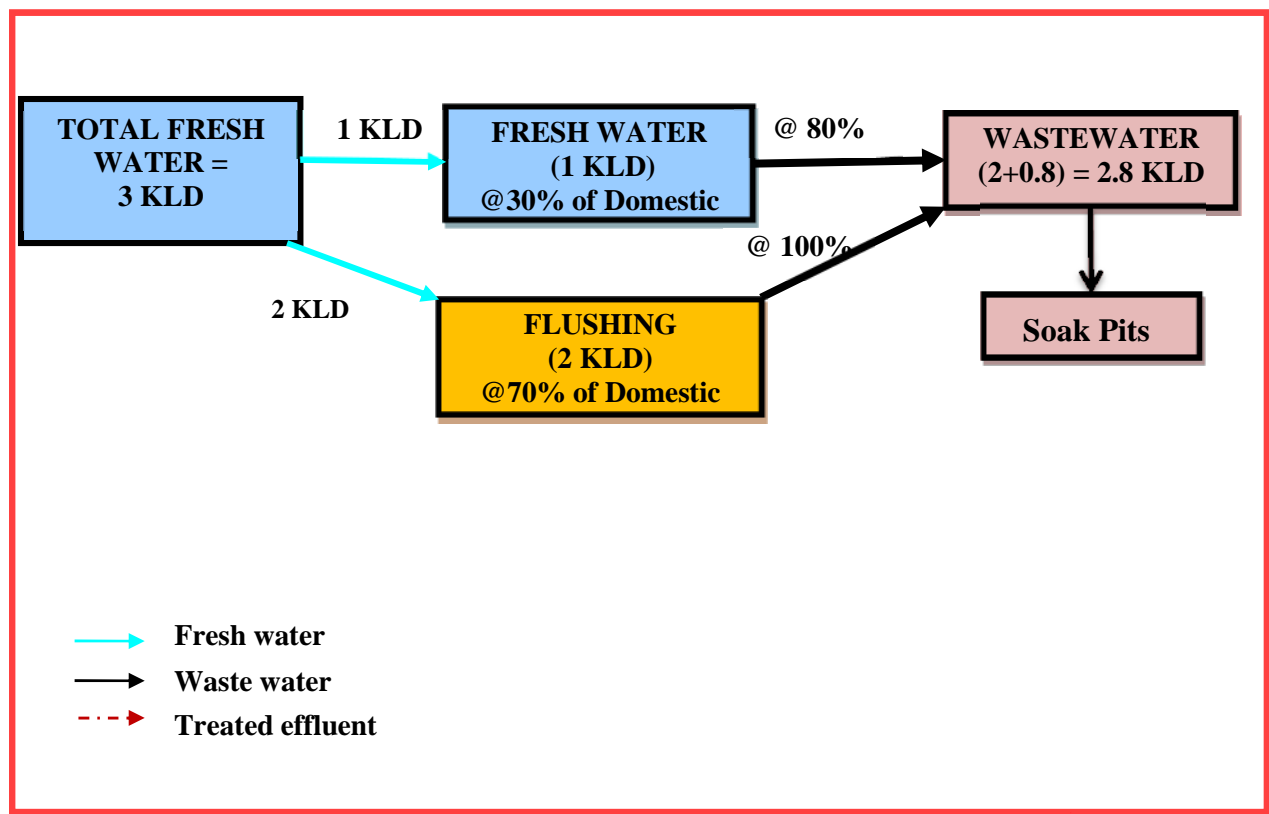 TOTAL FRESH
WATER =
3 KLD
1 KLD
2 KLD
FRESH WATER
(1 KLD)
@30% of Domestic
@ 80%
FLUSHING
(2 KLD)
@70% of Domestic
@ 100%
WASTEWATER
(2+0.8) = 2.8 KLD
Soak Pits
Fresh water
Waste water
Treated effluent